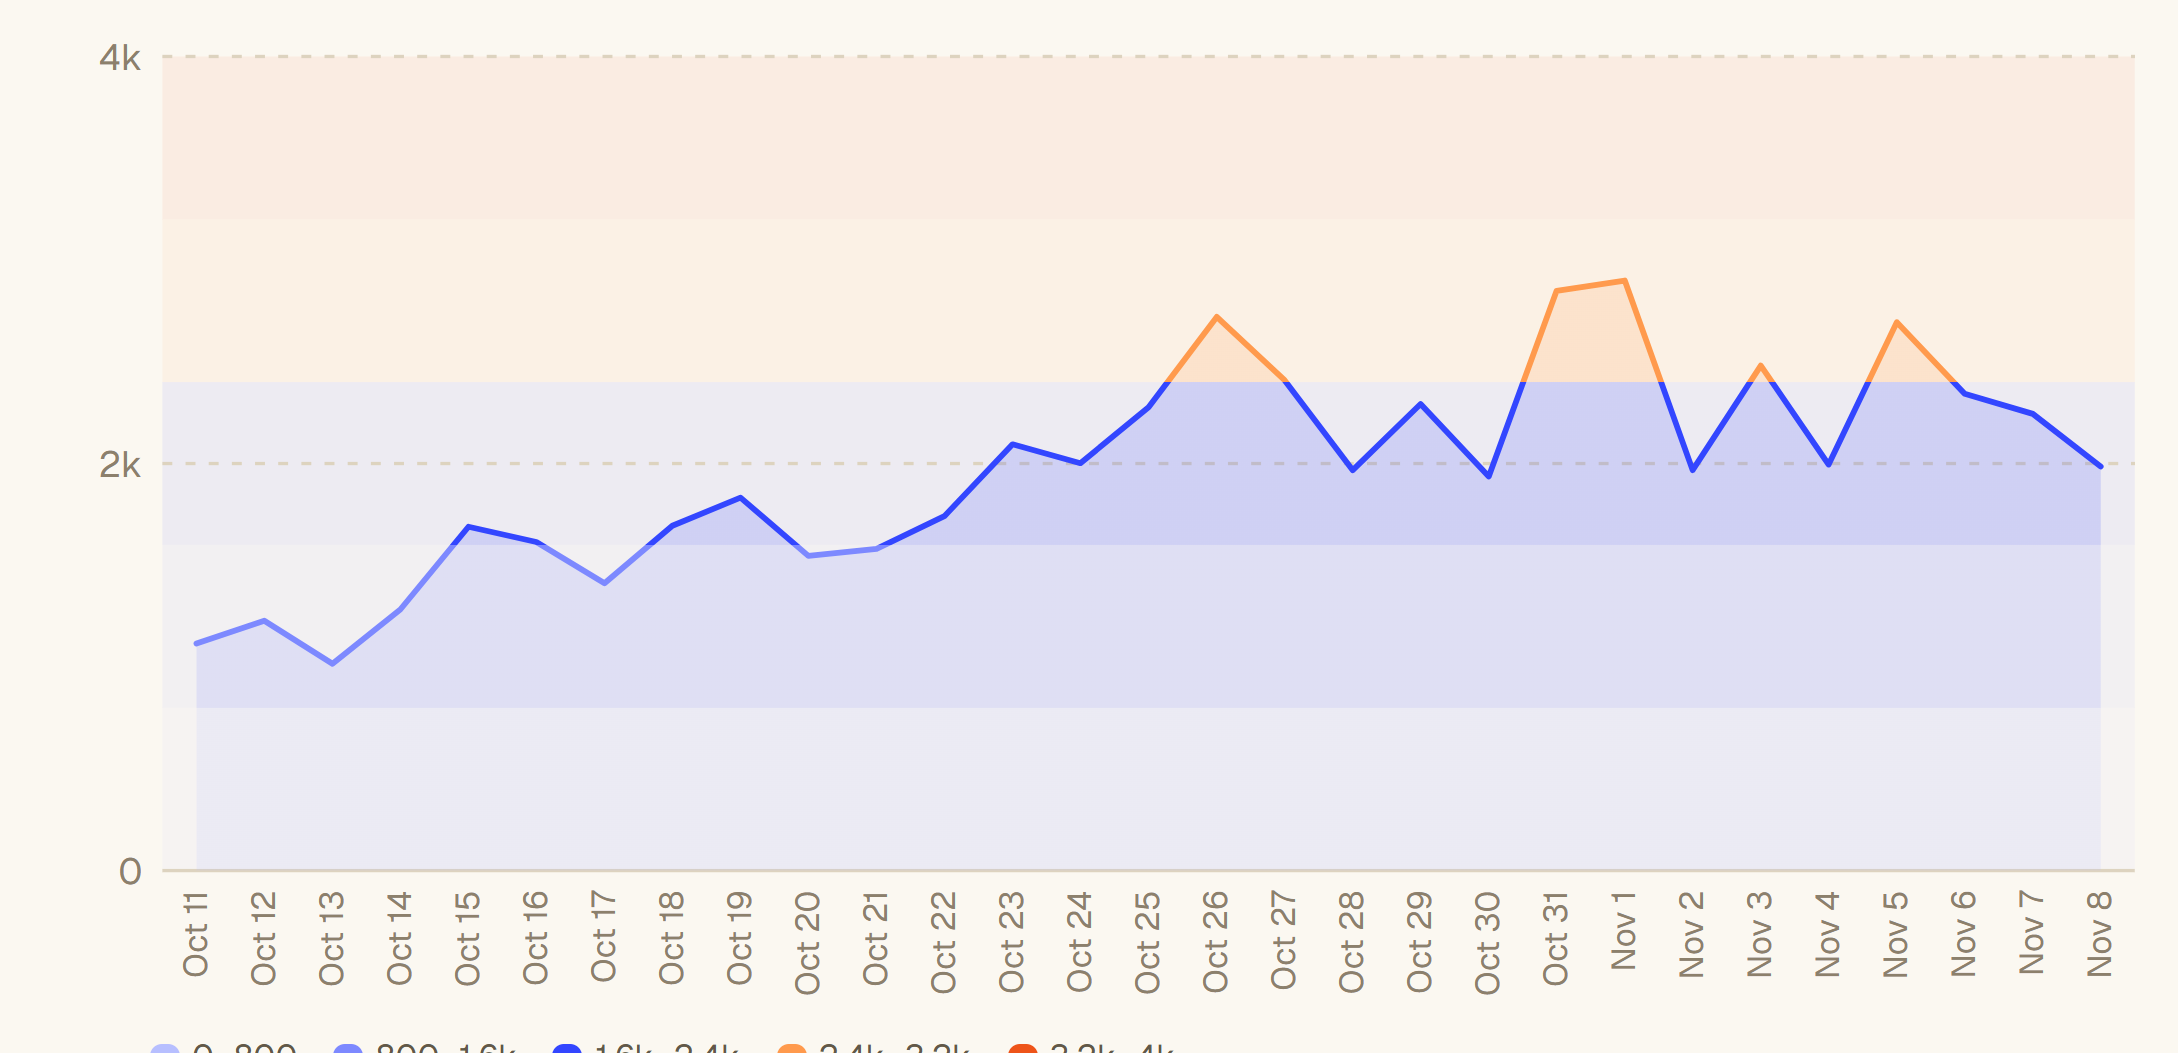 4k
2k
0
Oct 11
Oct 12
Oct 13
Oct 14
Oct 15
Oct 16
Oct 17
Oct 18
Oct 19
Oct 20
Oct 21
Oct 22
Oct 23
Oct 24
Oct 25
Oct 26
Oct 27
Oct 28
Oct 29
Oct 30
Oct 31
Nov 1
Nov 2
Nov 3
Nov 4
Nov 5
Nov 6
Nov 7
Nov 8